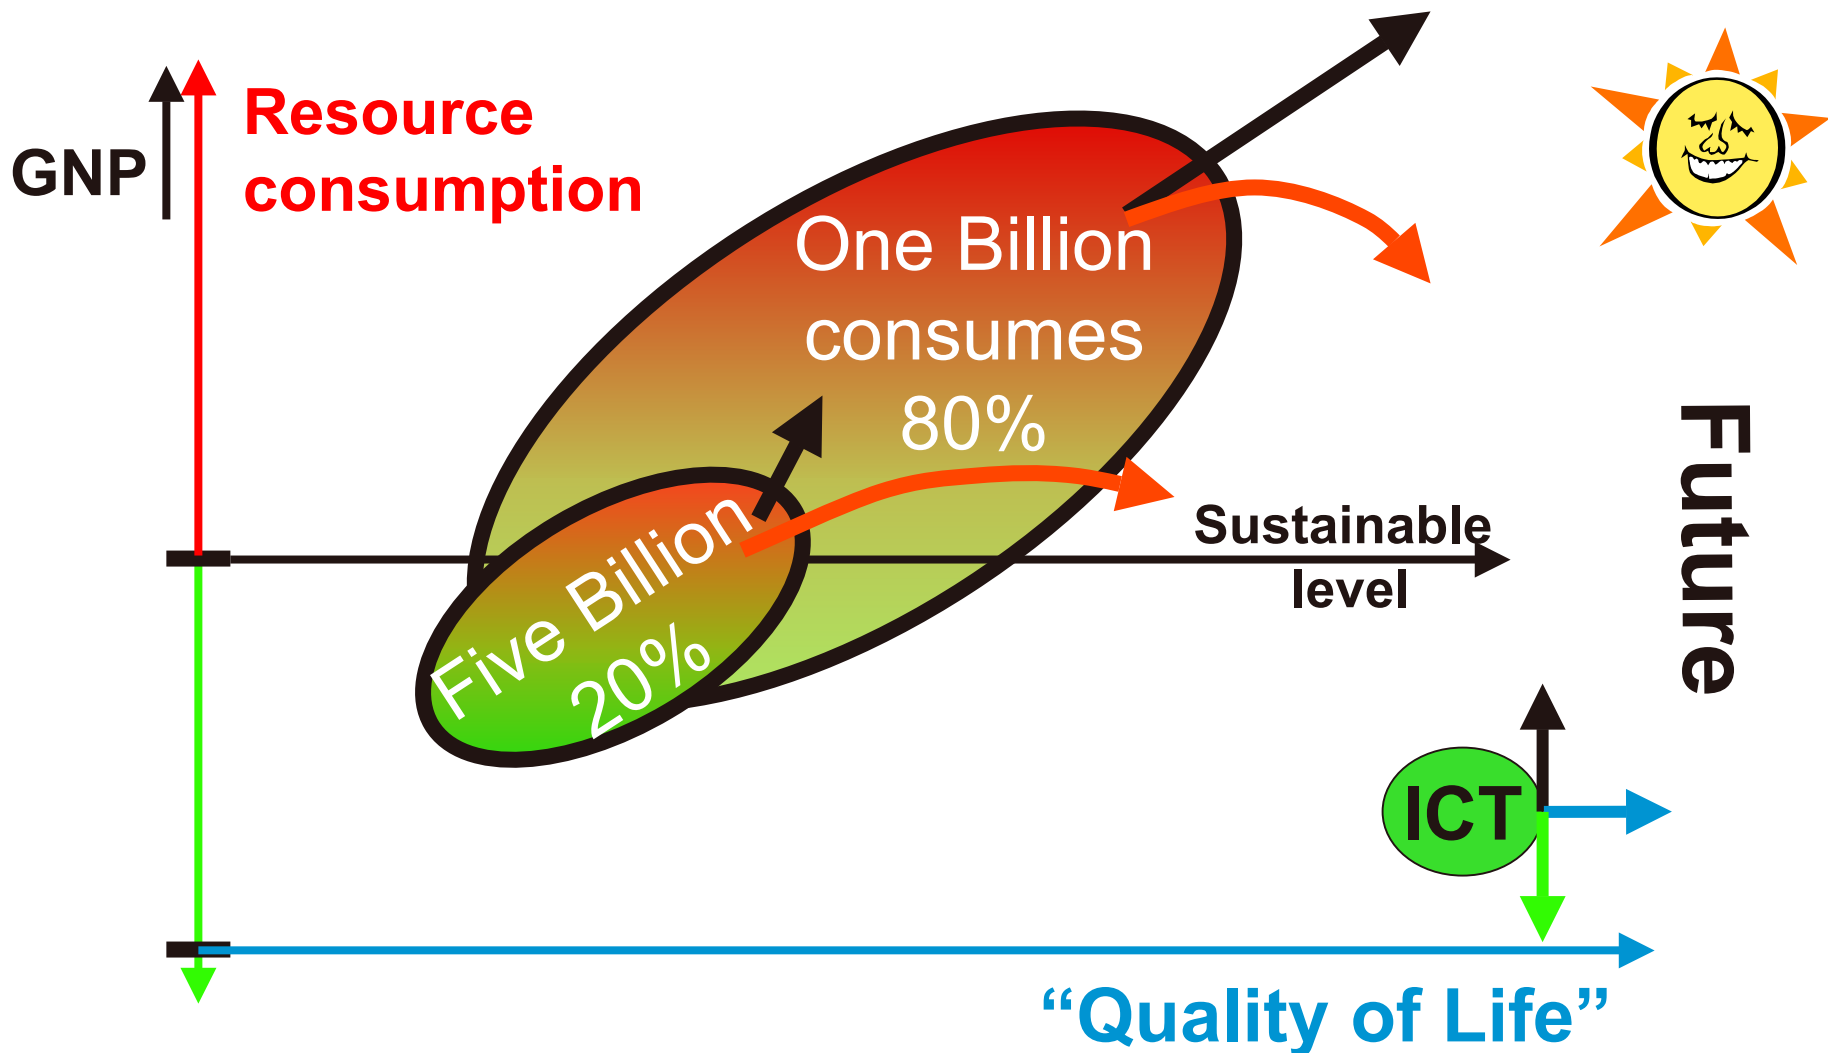 GNP
Resource
consumption
One Billion
consumes
80%
Five Billion
20%
Sustainable
level
Future
ICT
“Quality of Life”